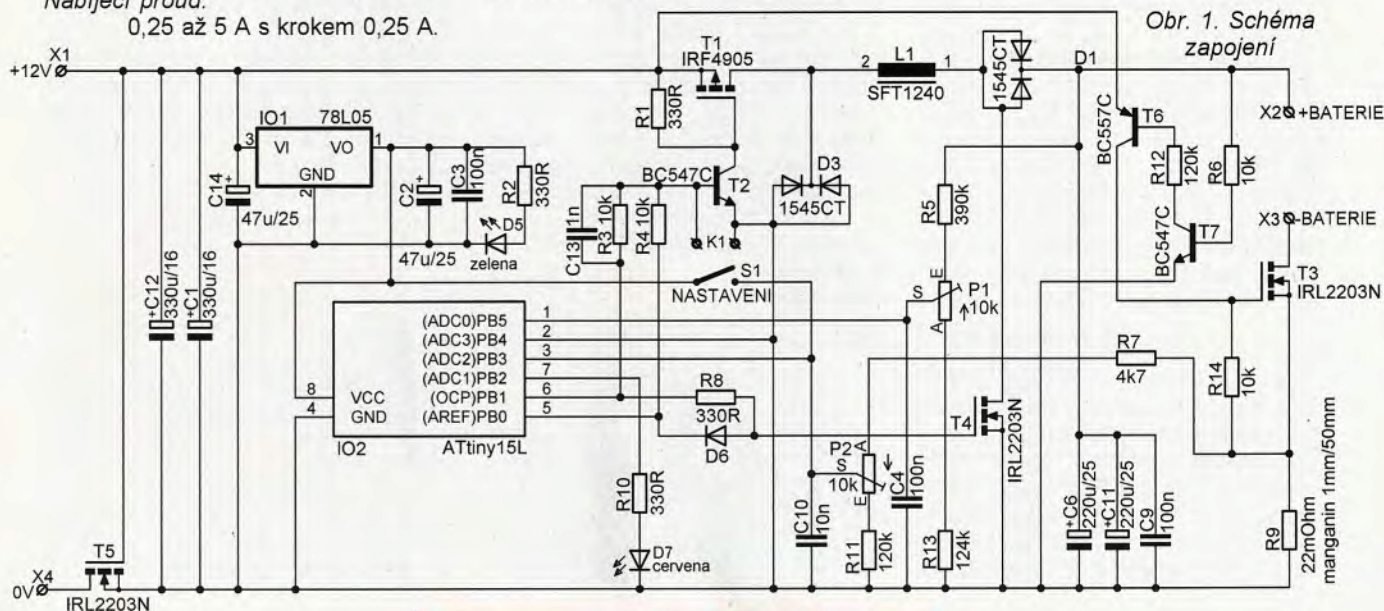 Nabíjecí proud:
0,25 až 5 A s krokem 0,25 A.
Obr. 1. Schéma
zapojení
X1
+12V
T1
IRF4905
2
L1
1
SFT1240
1545CT
D1
R1
330R
X2
+BATERIE
BC557C
T6
R12
120k
R6
10k
IO1
78L05
3
VI
VO
1
GND
2
C14
47u/25
C2
47u/25
C3
100n
R2
330R
D5
zelena
BC547C
T2
D3
1545CT
C13
1n
R3
10k
R4
10k
K1
S1
NASTAVENI
R5
390k
BC547C
T7
X3
-BATERIE
T3
IRL2203N
+C12
330u/16
+C1
330u/16
E
S
P1
10k
A
(ADC0)PB5
1
(ADC3)PB4
2
(ADC2)PB3
3
(ADC1)PB2
7
(OCP)PB1
6
(AREF)PB0
5
8
VCC
4
GND
IO2
ATtiny15L
R8
330R
D6
R7
4k7
R14
10k
T4
IRL2203N
P2
A
S
10k
E
C4
100n
R10
330R
D7
cervena
C10
10n
R11
120k
R13
124k
+C6
220u/25
+C11
220u/25
C9
100n
R9
22mOhm
manganin 1mm/50mm
X4
0V
T5
IRL2203N